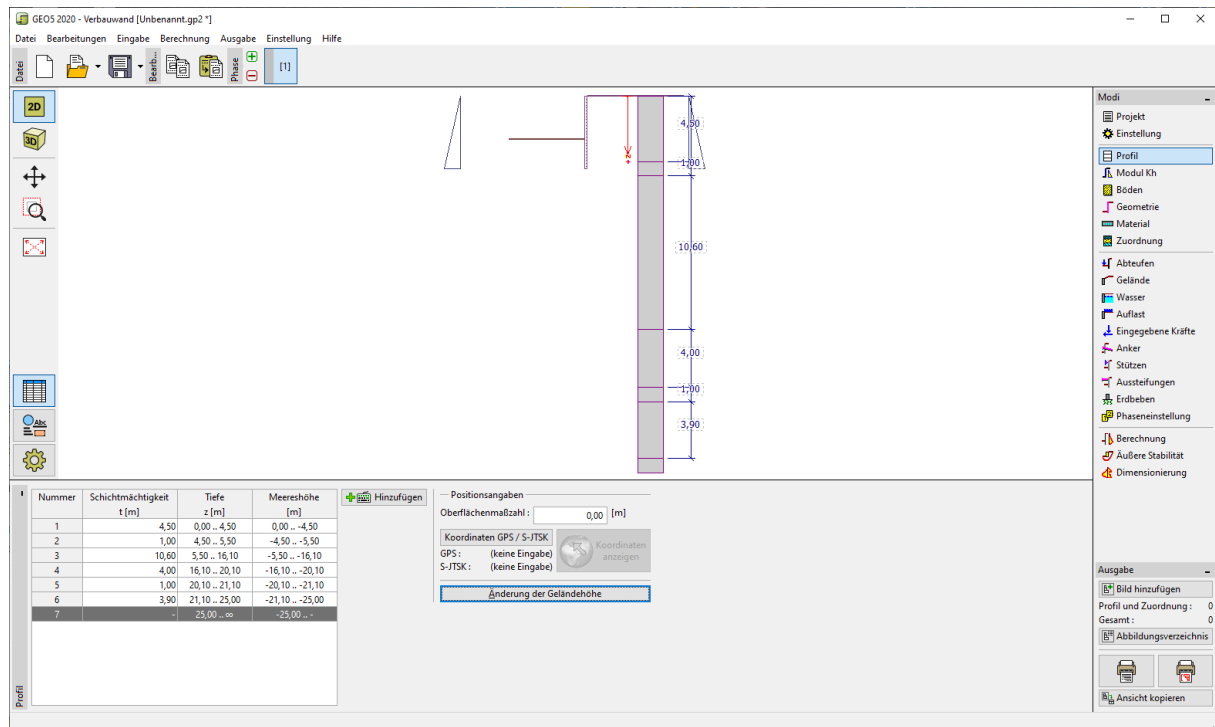 GEO5 2020 - Verbauwand [Unbenannt.gp2 *]
Datei Bearbeitungen Eingabe Berechnung Ausgabe Einstellung Hilfe
Datei
Bearb...
Phase
[1]
2D
3D
Abc
+z
4,50
1,00
10,60
4,00
1,00
3,90
Modi
Projekt
Einstellung
Profil
Modul Kh
Böden
Geometrie
Material
Zuordnung
Abteufen
Gelände
Wasser
Auflast
Eingegebene Kräfte
Anker
Stützen
Aussteifungen
Erdbeben
Phaseneinstellung
Berechnung
Äußere Stabilität
Dimensionierung
Profil
Nummer Schichtmächtigkeit Tiefe Meereshöhe
t [m] z [m] [m]
1 4,50 0,00 .. 4,50 0,00 .. -4,50
2 1,00 4,50 .. 5,50 -4,50 .. -5,50
3 10,60 5,50 .. 16,10 -5,50 .. -16,10
4 4,00 16,10 .. 20,10 -16,10 .. -20,10
5 1,00 20,10 .. 21,10 -20,10 .. -21,10
6 3,90 21,10 .. 25,00 -21,10 .. -25,00
7 - 25,00 .. ∞ -25,00 .. -
Hinzufügen
Positionsangaben
Oberflächenmaßzahl : 0,00 [m]
Koordinaten GPS / S-JTSK
GPS : (keine Eingabe)
S-JTSK : (keine Eingabe)
Koordinaten
anzeigen
Änderung der Geländehöhe
Ausgabe
Bild hinzufügen
Profil und Zuordnung : 0
Gesamt : 0
Abbildungsverzeichnis
Ansicht kopieren